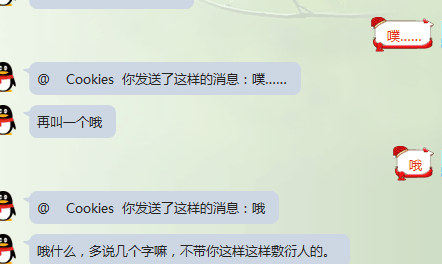 噗……
@ Cookies 你发送了这样的消息：噗……
再叫一个哦
哦
@ Cookies 你发送了这样的消息：哦
哦什么，多说几个字嘛，不带你这样这样敷衍人的。